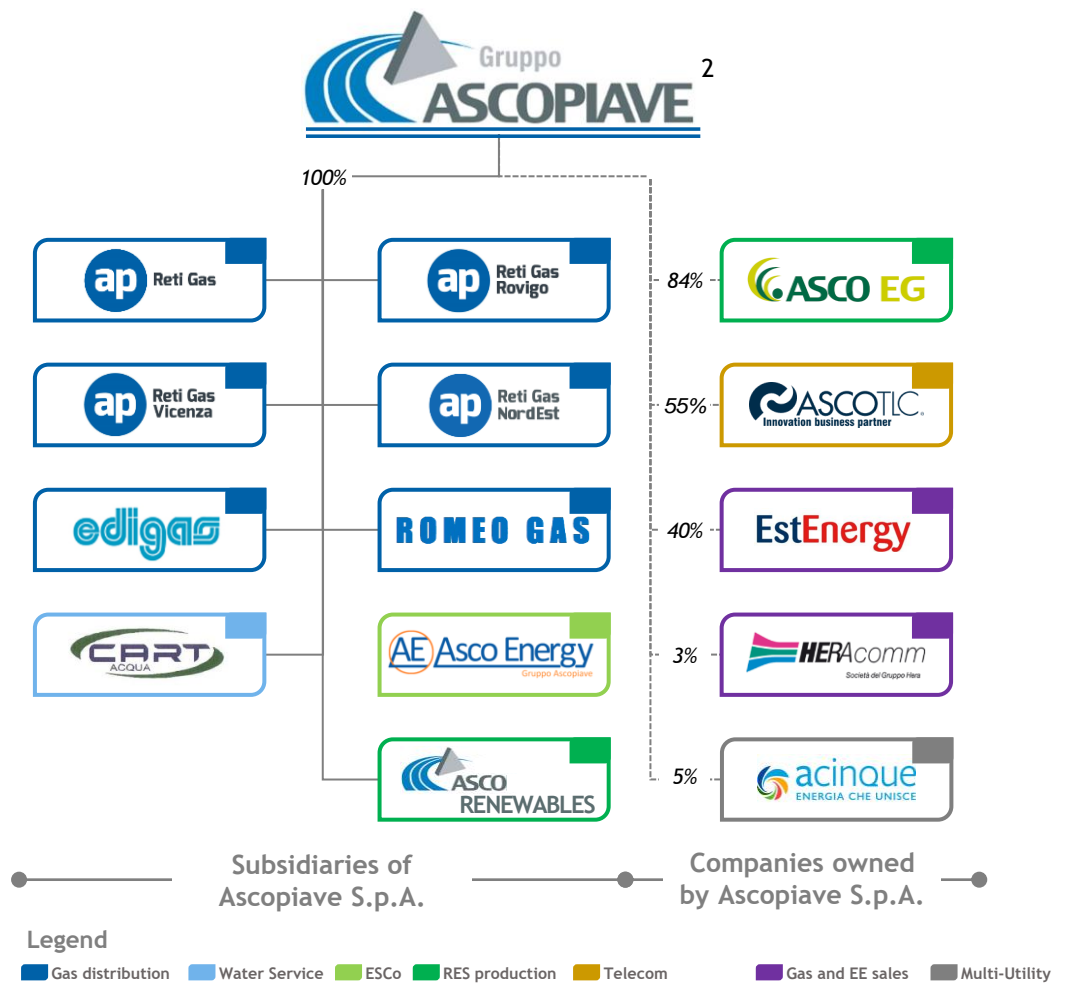 Gruppo
ASCOPIAVE
2
100%
ap Reti Gas
ap Reti Gas
Rovigo
84%
ASCO EG
ap Reti Gas
Vicenza
ap Reti Gas
NordEst
55%
ASCOTLC®
Innovation business partner
edigas
ROMEO GAS
40%
EstEnergy
CART
ACQUA
AE Asco Energy
Gruppo Ascopiave
3%
HERAcomm
Società del Gruppo Hera
ASCO
RENEWABLES
5%
acinque
ENERGIA CHE UNISCE
Subsidiaries of
Ascopiave S.p.A.
Companies owned
by Ascopiave S.p.A.
Legend
Gas distribution
Water Service
ESCo
RES production
Telecom
Gas and EE sales
Multi-Utility